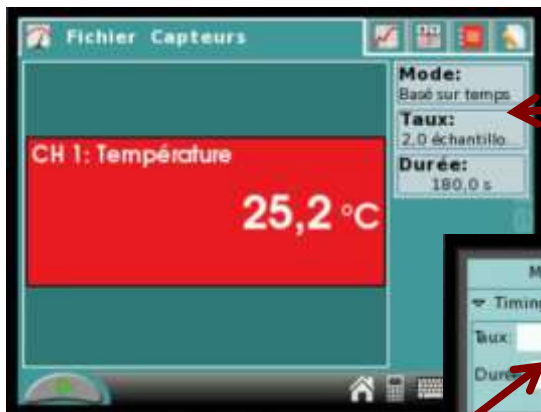 Fichier Capteurs
Mode:
Basé sur temps
Taux:
2,0 échantillo...
Durée:
180,0 s
CH 1: Température
25,2 °C
M
Timing
Taux:
Durée